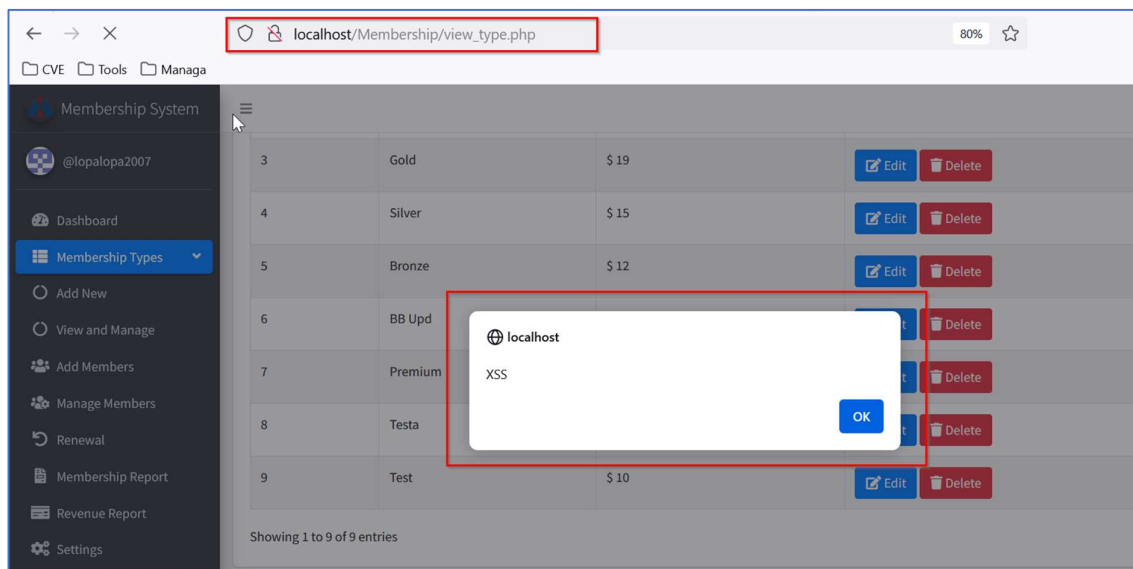 localhost/Membership/view_type.php
80%
CVE Tools Managa
Membership System
@lopalopa2007
Dashboard
Membership Types
Add New
View and Manage
Add Members
Manage Members
Renewal
Membership Report
Revenue Report
Settings
3 Gold $ 19 Edit Delete
4 Silver $ 15 Edit Delete
5 Bronze $ 12 Edit Delete
6 BB Upd t Delete
7 Premium t Delete
8 Testa t Delete
9 Test $ 10 Edit Delete
localhost
XSS
OK
Showing 1 to 9 of 9 entries